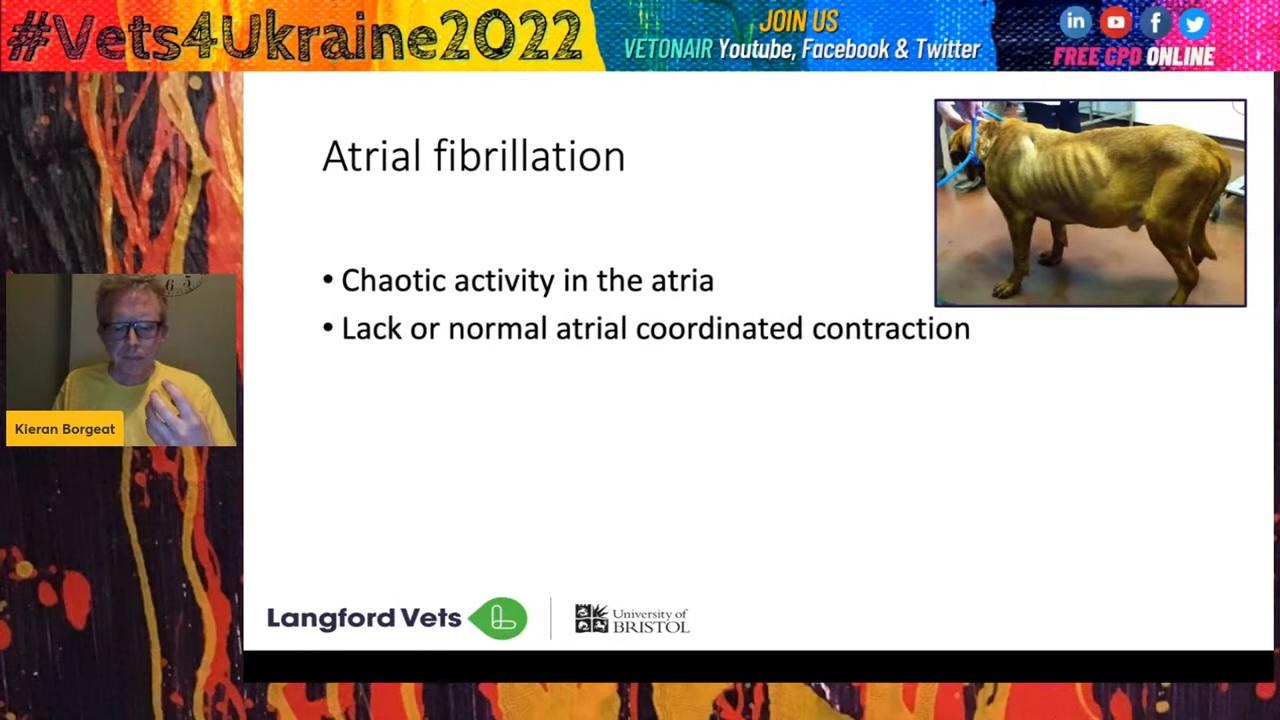 #Vets4Ukraine2022
JOIN US
VETONAIR Youtube, Facebook & Twitter
FREE CPD ONLINE
Atrial fibrillation
• Chaotic activity in the atria
• Lack or normal atrial coordinated contraction
Kieran Borgeat
Langford Vets
University of
BRISTOL